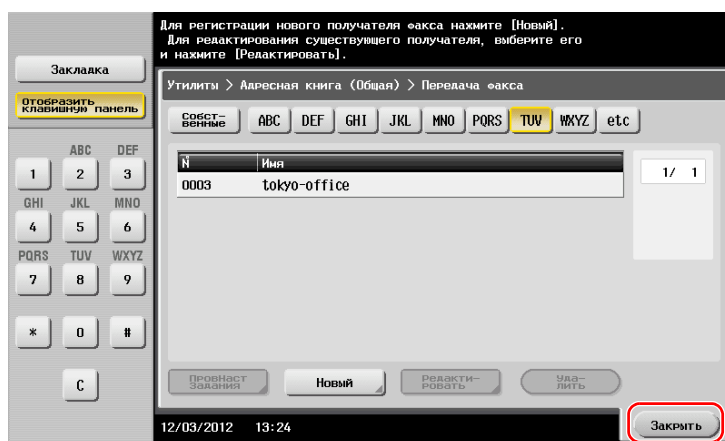 Для регистрации нового получателя факса нажмите [Новый].
Для редактирования существующего получателя, выберите его
и нажмите [Редактировать].
Закладка
Утилиты > Адресная книга (Общая) > Передача факса
Отобразить
клавишную панель
Собст-
венные ABC DEF GHI JKL MNO PQRS TUV WXYZ etc
ABC DEF
N Имя
1 2 3
0003 tokyo-office
1/ 1
GHI JKL MNO
4 5 6
PQRS TUV WXYZ
7 8 9
* 0 #
C
ПровНаст
Задания
Новый
Редакти-
ровать
Уда-
лить
12/03/2012 13:24
Закрыть